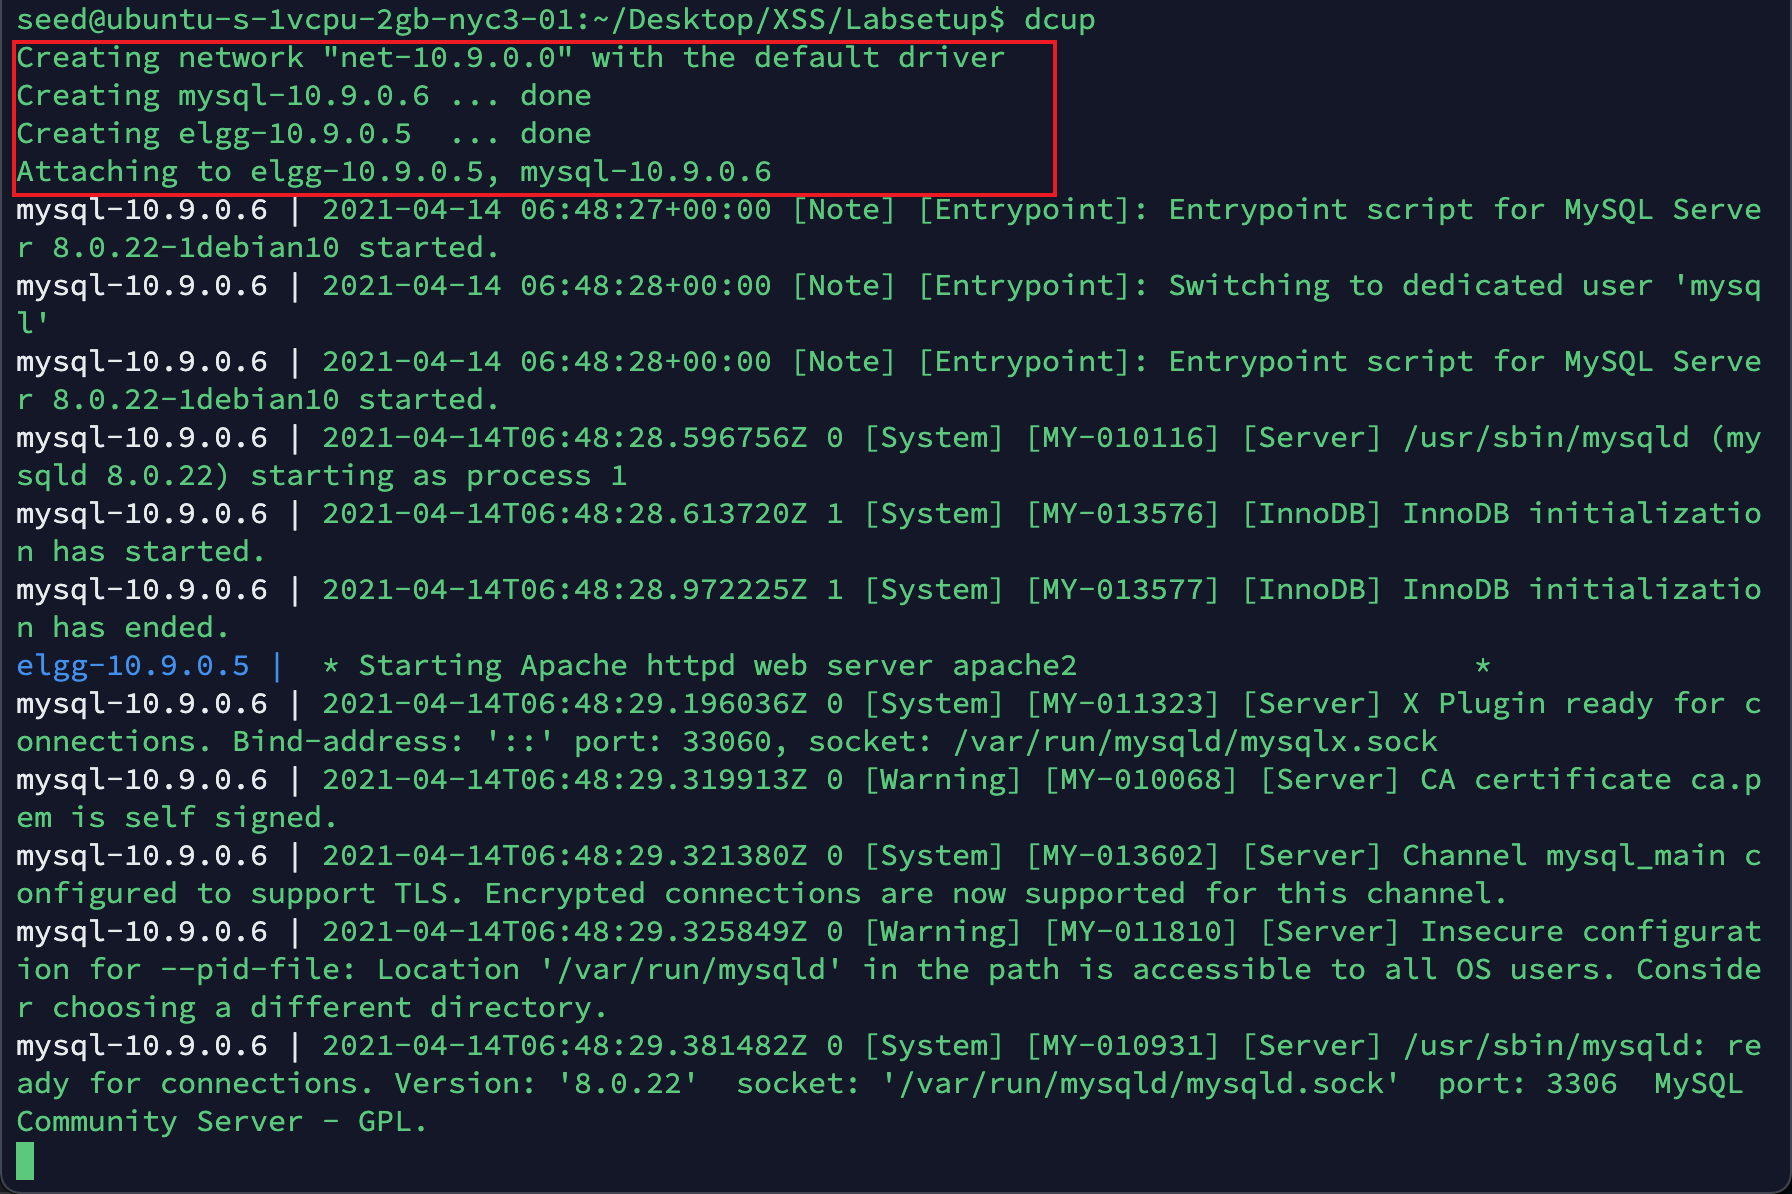 seed@ubuntu-s-1vcpu-2gb-nyc3-01:~/Desktop/XSS/Labsetup$ dcup
Creating network "net-10.9.0.0" with the default driver
Creating mysql-10.9.0.6 ... done
Creating elgg-10.9.0.5  ... done
Attaching to elgg-10.9.0.5, mysql-10.9.0.6
mysql-10.9.0.6 | 2021-04-14 06:48:27+00:00 [Note] [Entrypoint]: Entrypoint script for MySQL Serve
r 8.0.22-1debian10 started.
mysql-10.9.0.6 | 2021-04-14 06:48:28+00:00 [Note] [Entrypoint]: Switching to dedicated user 'mysq
l'
mysql-10.9.0.6 | 2021-04-14 06:48:28+00:00 [Note] [Entrypoint]: Entrypoint script for MySQL Serve
r 8.0.22-1debian10 started.
mysql-10.9.0.6 | 2021-04-14T06:48:28.596756Z 0 [System] [MY-010116] [Server] /usr/sbin/mysqld (my
sqld 8.0.22) starting as process 1
mysql-10.9.0.6 | 2021-04-14T06:48:28.613720Z 1 [System] [MY-013576] [InnoDB] InnoDB initializatio
n has started.
mysql-10.9.0.6 | 2021-04-14T06:48:28.972225Z 1 [System] [MY-013577] [InnoDB] InnoDB initializatio
n has ended.
elgg-10.9.0.5 |  * Starting Apache httpd web server apache2                      *
mysql-10.9.0.6 | 2021-04-14T06:48:29.196036Z 0 [System] [MY-011323] [Server] X Plugin ready for c
onnections. Bind-address: '::' port: 33060, socket: /var/run/mysqld/mysqlx.sock
mysql-10.9.0.6 | 2021-04-14T06:48:29.319913Z 0 [Warning] [MY-010068] [Server] CA certificate ca.p
em is self signed.
mysql-10.9.0.6 | 2021-04-14T06:48:29.321380Z 0 [System] [MY-013602] [Server] Channel mysql_main c
onfigured to support TLS. Encrypted connections are now supported for this channel.
mysql-10.9.0.6 | 2021-04-14T06:48:29.325849Z 0 [Warning] [MY-011810] [Server] Insecure configurat
ion for --pid-file: Location '/var/run/mysqld' in the path is accessible to all OS users. Conside
r choosing a different directory.
mysql-10.9.0.6 | 2021-04-14T06:48:29.381482Z 0 [System] [MY-010931] [Server] /usr/sbin/mysqld: re
ady for connections. Version: '8.0.22'  socket: '/var/run/mysqld/mysqld.sock'  port: 3306  MySQL
Community Server - GPL.